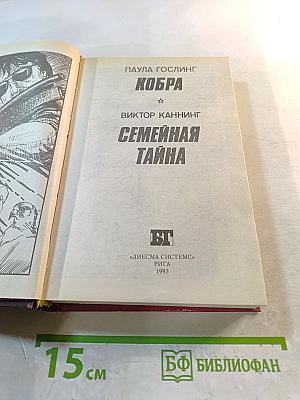 ПАУЛА ГОСЛИНГ
КОБРА
ВИКТОР КАННИНГ
СЕМЕЙНАЯ
ТАЙНА
БГ
«ЛИЕСМА СИСТЕМС»
РИГА
1993
15 см
БФ БИБЛИОФАН